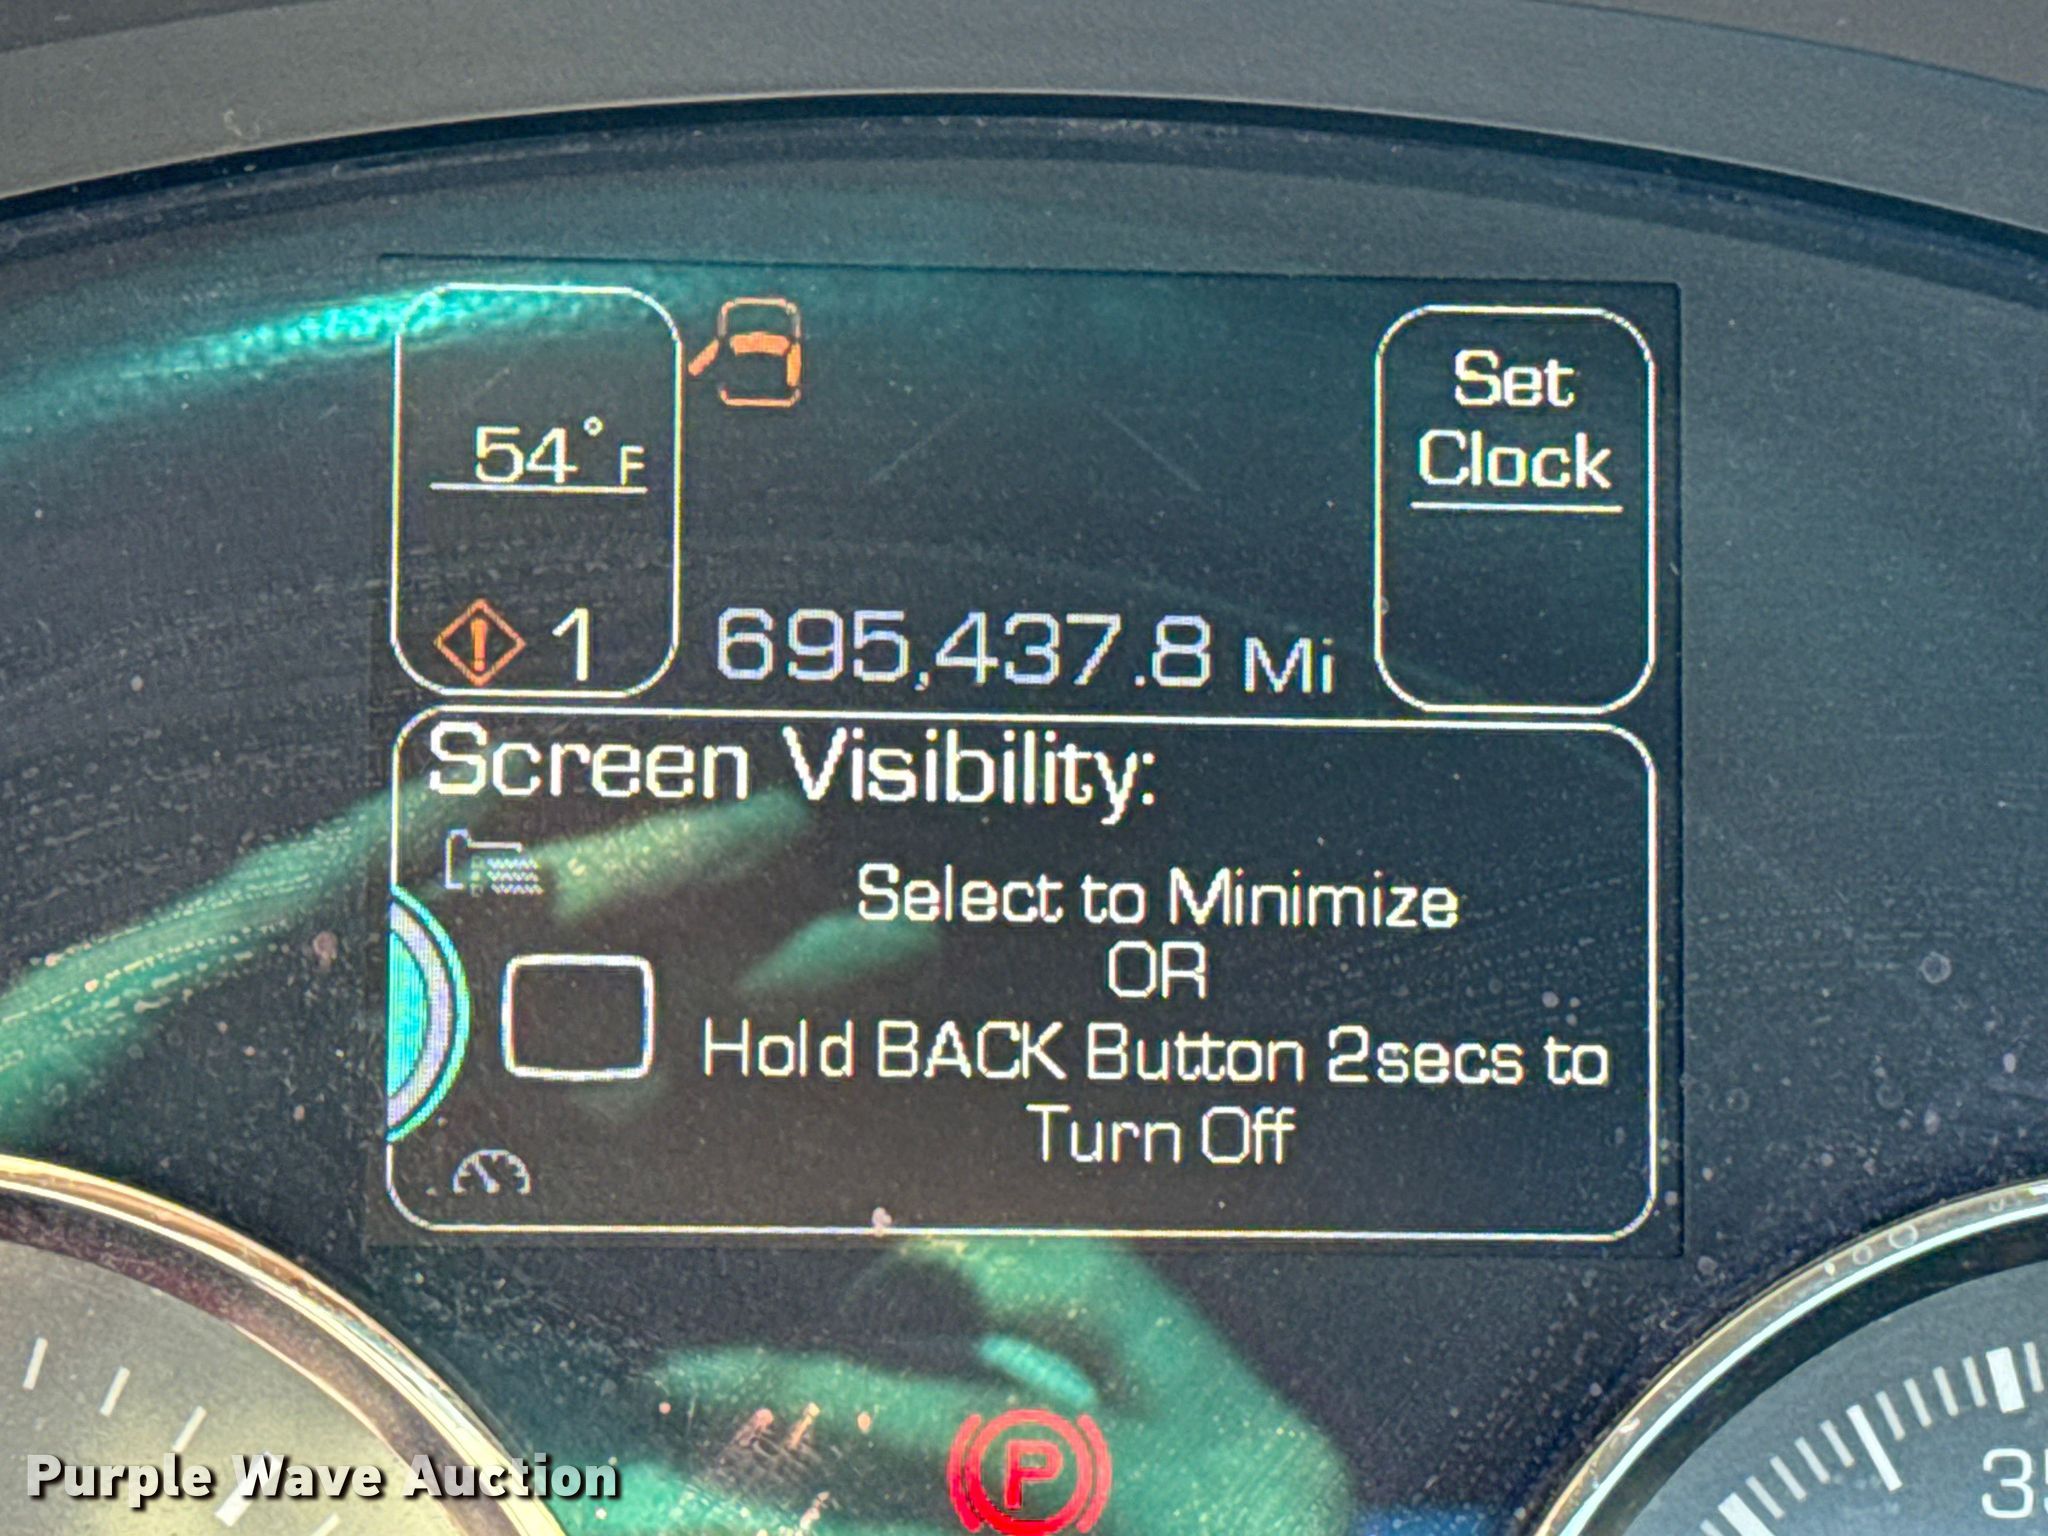 54°F
Set
Clock
1
695,437.8 Mi
Screen Visibility:
Select to Minimize
OR
Hold BACK Button 2secs to
Turn Off
P
Purple Wave Auction